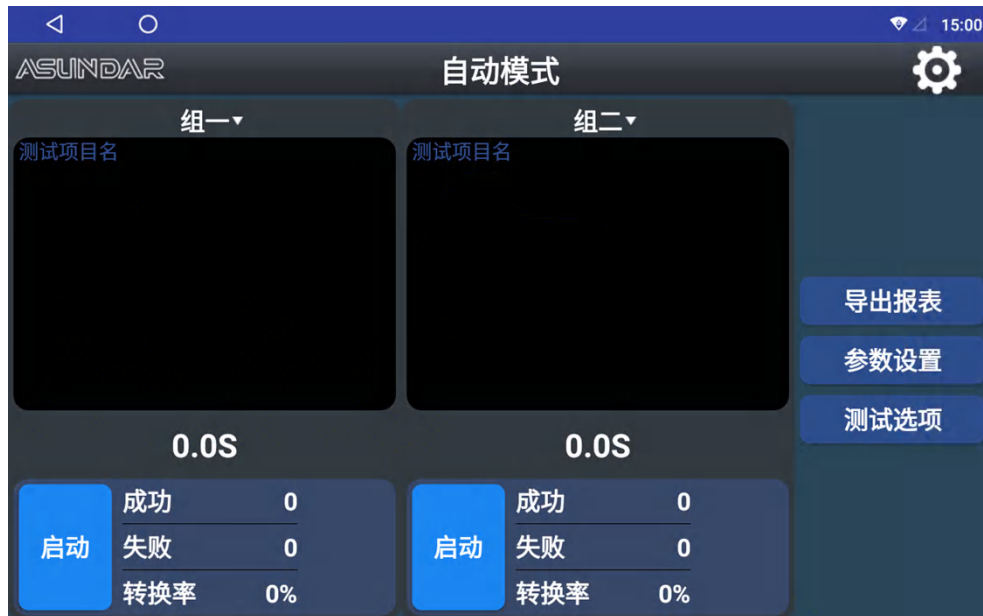 15:00
ASUNDAR
自动模式
组一▾
组二▾
测试项目名
测试项目名
导出报表
参数设置
测试选项
0.0S
0.0S
启动
成功 0
失败 0
转换率 0%
启动
成功 0
失败 0
转换率 0%